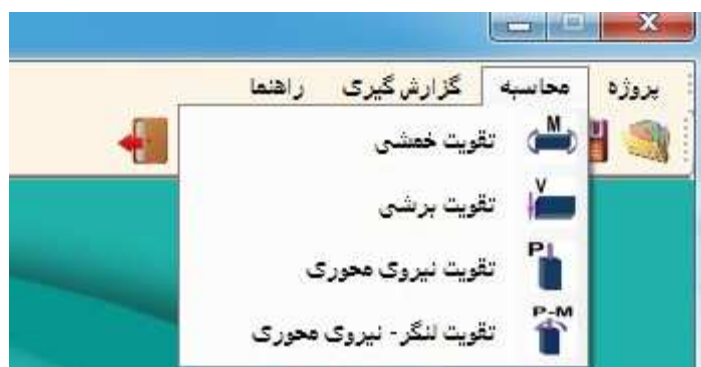 پروژه محاسبه گزارش گیری راهنما
M تقویت خمشی
V تقویت برشی
P تقویت نیروی محوری
P-M تقویت لنگر- نیروی محوری